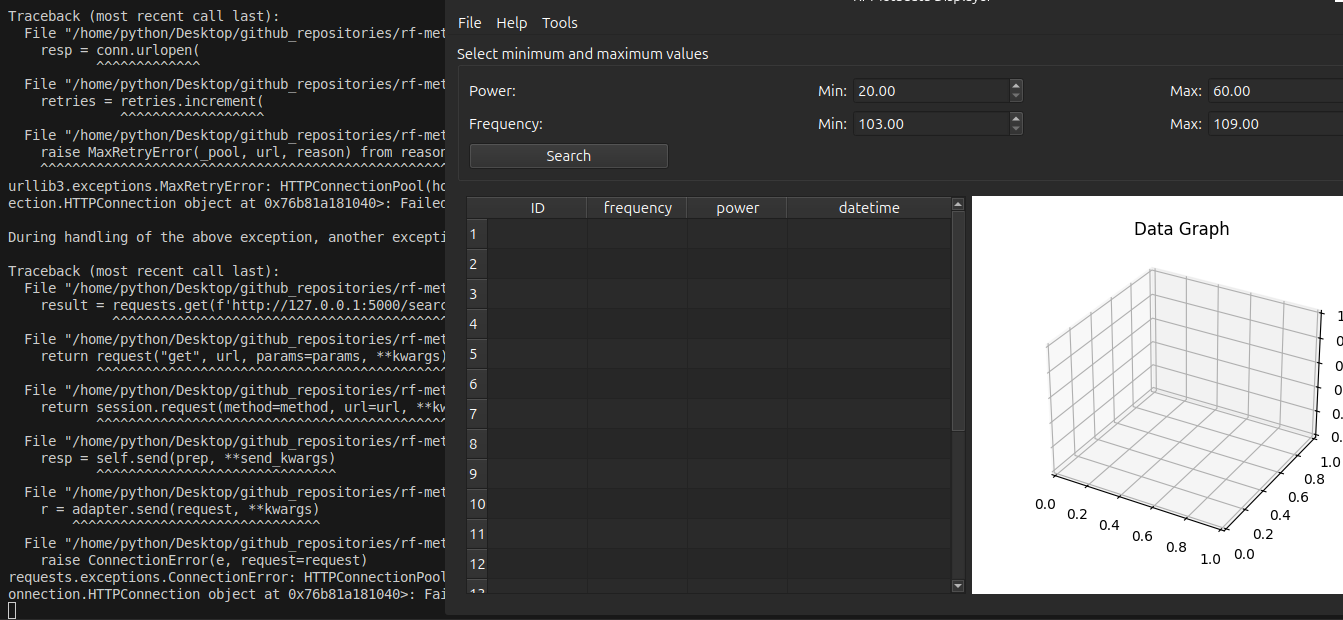 Traceback (most recent call last):
File "/home/python/Desktop/github_repositories/rf-met
resp = conn.urlopen(
^^^^^^^^^^^^^
File "/home/python/Desktop/github_repositories/rf-met
retries = retries.increment(
^^^^^^^^^^^^^^^^^^
File "/home/python/Desktop/github_repositories/rf-met
raise MaxRetryError(_pool, url, reason) from reason
^^^^^^^^^^^^^^^^^^^^^^^^^^^^^^^^^^^^^^^^^^^^^^^^^^^
urllib3.exceptions.MaxRetryError: HTTPConnectionPool(ho
ection.HTTPConnection object at 0x76b81a181040>: Failed
During handling of the above exception, another excepti
Traceback (most recent call last):
File "/home/python/Desktop/github_repositories/rf-met
result = requests.get(f'http://127.0.0.1:5000/searc
^^^^^^^^^^^^^^^^^^^^^^^^^^^^^^^^^^^^^^^^^^
File "/home/python/Desktop/github_repositories/rf-met
return request("get", url, params=params, **kwargs)
^^^^^^^^^^^^^^^^^^^^^^^^^^^^^^^^^^^^^^^^^^^^
File "/home/python/Desktop/github_repositories/rf-met
return session.request(method=method, url=url, **kw
^^^^^^^^^^^^^^^^^^^^^^^^^^^^^^^^^^^^^^^^^^^^
File "/home/python/Desktop/github_repositories/rf-met
resp = self.send(prep, **send_kwargs)
^^^^^^^^^^^^^^^^^^^^^^^^^^^^^^
File "/home/python/Desktop/github_repositories/rf-met
r = adapter.send(request, **kwargs)
^^^^^^^^^^^^^^^^^^^^^^^^^^^^^^^
File "/home/python/Desktop/github_repositories/rf-met
raise ConnectionError(e, request=request)
requests.exceptions.ConnectionError: HTTPConnectionPool
onnection.HTTPConnection object at 0x76b81a181040>: Fai
File Help Tools
Select minimum and maximum values
Power: Min: 20.00 Max: 60.00
Frequency: Min: 103.00 Max: 109.00
Search
ID frequency power datetime
1
2
3
4
5
6
7
8
9
10
11
12
13
Data Graph
0.0 0.2 0.4 0.6 0.8 1.0
0.0 0.2 0.4 0.6 0.8 1.0